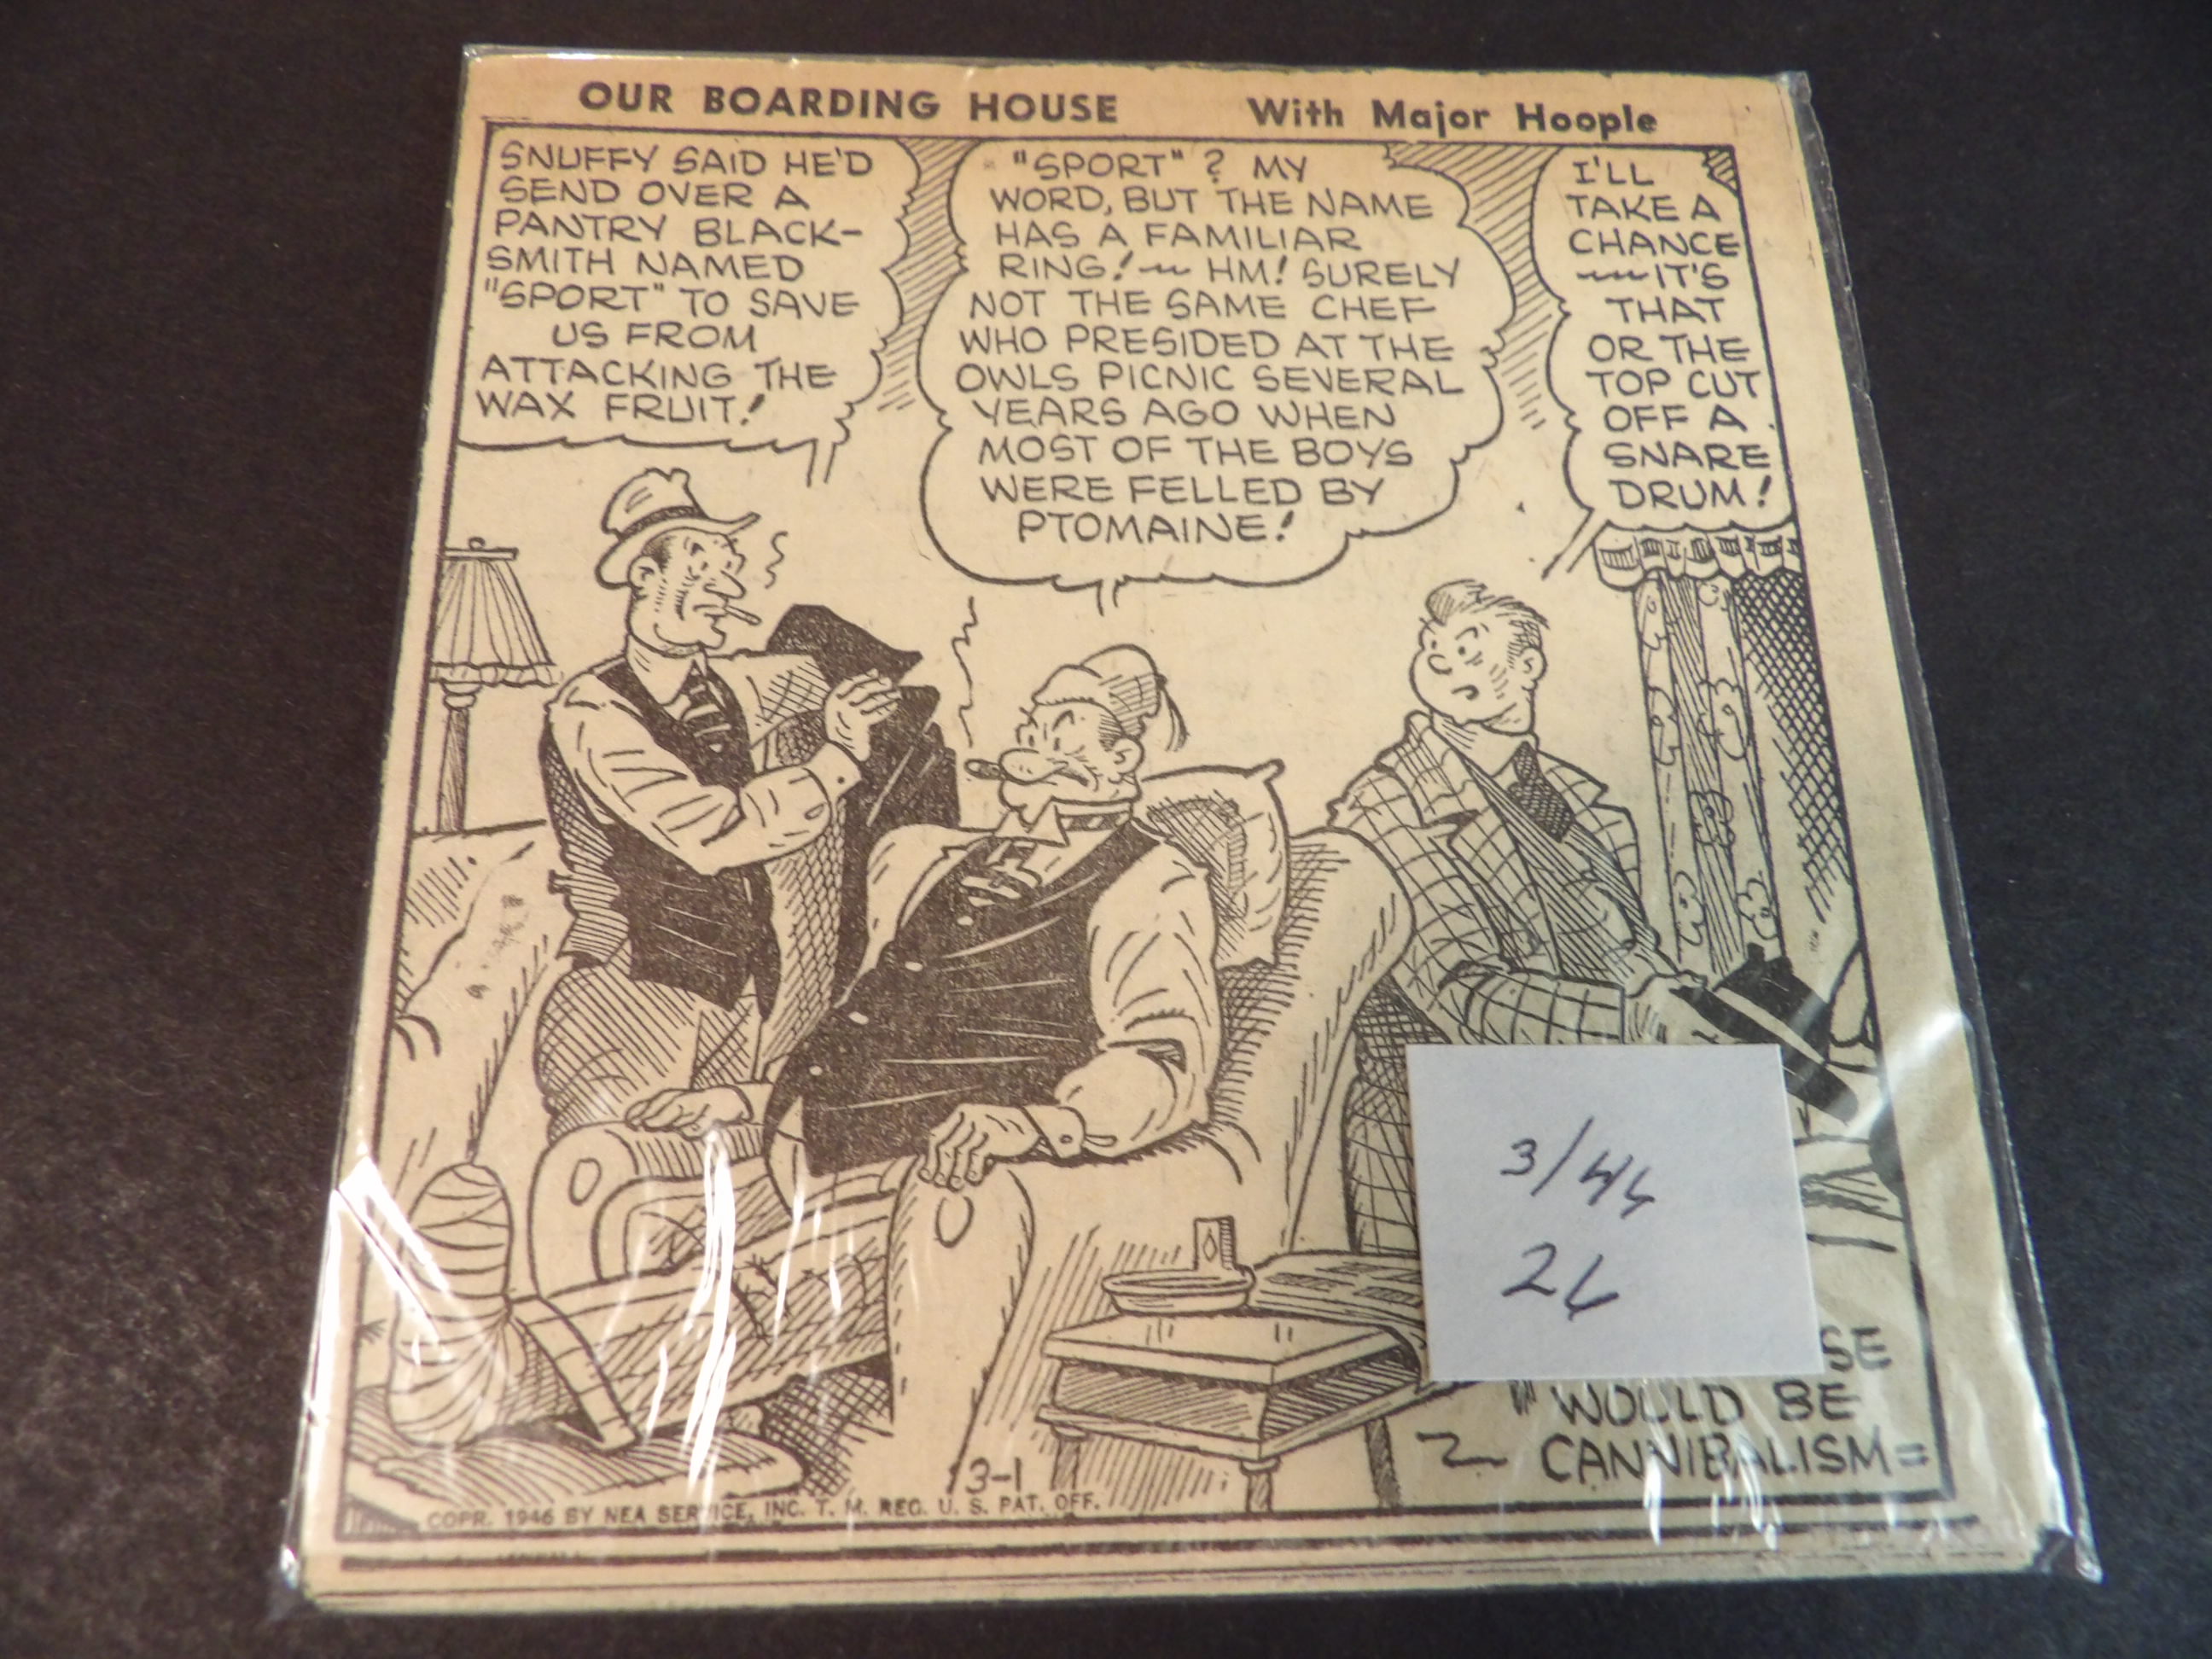 OUR BOARDING HOUSE With Major Hoople
SNUFFY SAID HE'D
SEND OVER A
PANTRY BLACK-
SMITH NAMED
"SPORT" TO SAVE
US FROM
ATTACKING THE
WAX FRUIT!
"SPORT"? MY
WORD, BUT THE NAME
HAS A FAMILIAR
RING! ~ HM! SURELY
NOT THE SAME CHEF
WHO PRESIDED AT THE
OWLS PICNIC SEVERAL
YEARS AGO WHEN
MOST OF THE BOYS
WERE FELLED BY
PTOMAINE!
I'LL
TAKE A
CHANCE
~~IT'S
THAT
OR THE
TOP CUT
OFF A
SNARE
DRUM!
3/46
26
SE
WOULD BE
CANNIBALISM=
3-1
COPR. 1946 BY NEA SERVICE, INC. T. M. REG. U. S. PAT. OFF.